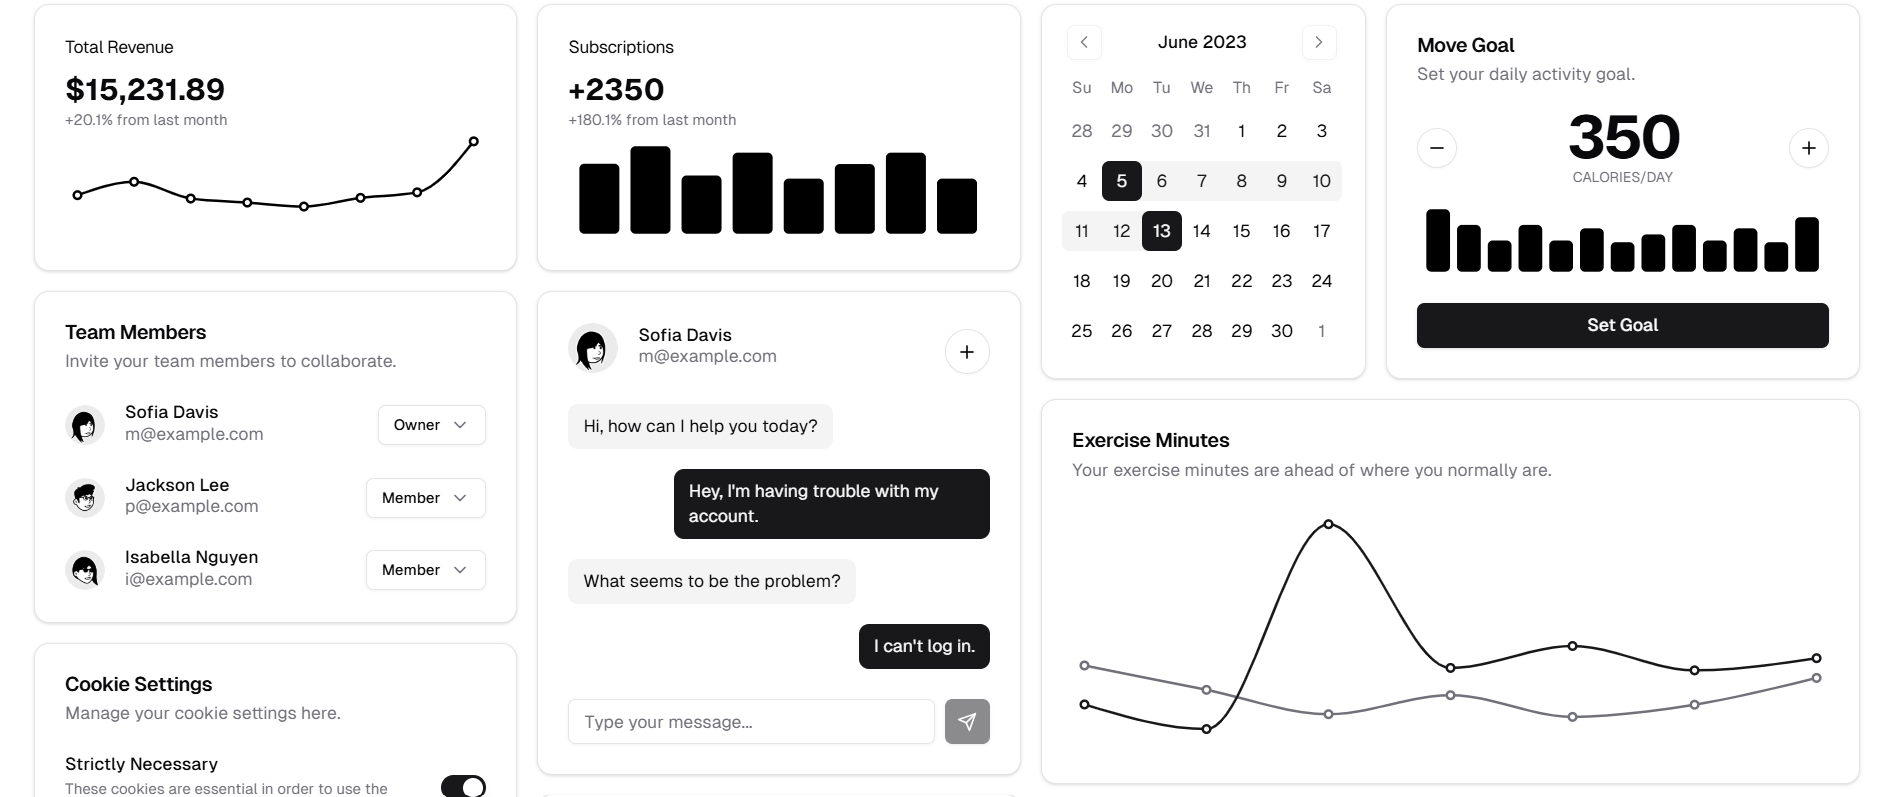 Total Revenue
$15,231.89
+20.1% from last month
Subscriptions
+2350
+180.1% from last month
June 2023
Su Mo Tu We Th Fr Sa
28 29 30 31 1 2 3
4 5 6 7 8 9 10
11 12 13 14 15 16 17
18 19 20 21 22 23 24
25 26 27 28 29 30 1
Move Goal
Set your daily activity goal.
350
CALORIES/DAY
Set Goal
Team Members
Invite your team members to collaborate.
Sofia Davis
m@example.com
Owner
Jackson Lee
p@example.com
Member
Isabella Nguyen
i@example.com
Member
Sofia Davis
m@example.com
Hi, how can I help you today?
Hey, I'm having trouble with my
account.
What seems to be the problem?
I can't log in.
Type your message...
Exercise Minutes
Your exercise minutes are ahead of where you normally are.
Cookie Settings
Manage your cookie settings here.
Strictly Necessary
These cookies are essential in order to use the